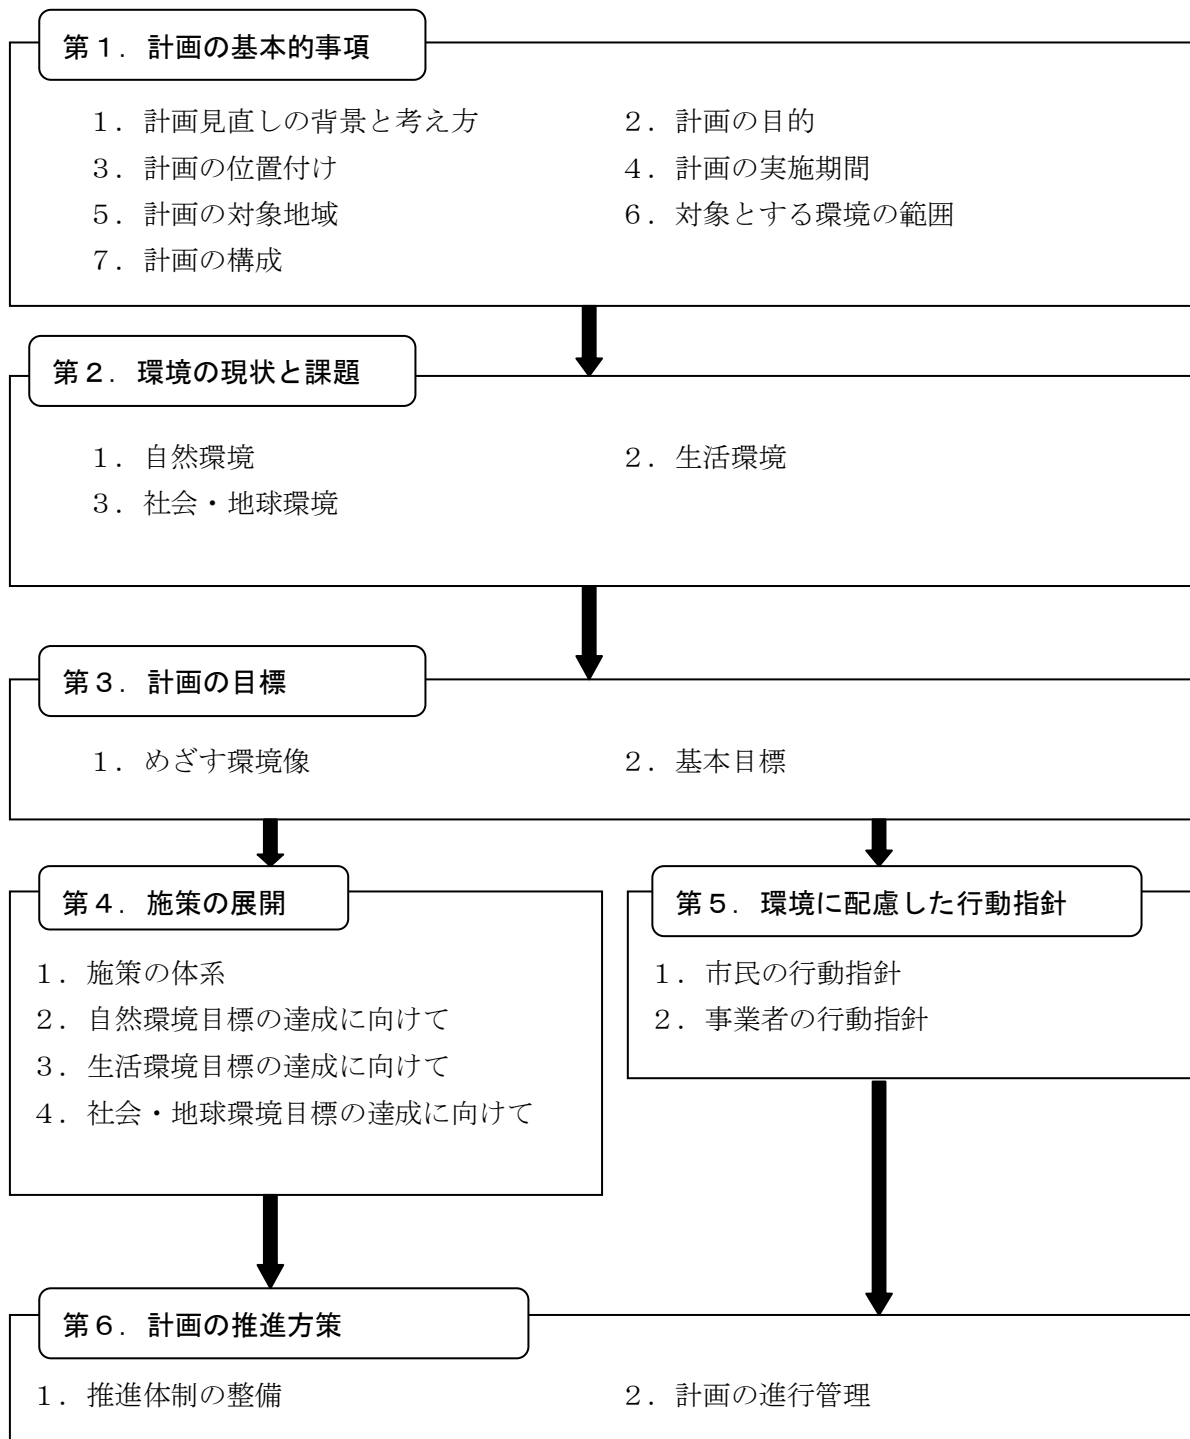 第１．計画の基本的事項
１．計画見直しの背景と考え方　２．計画の目的
３．計画の位置付け　４．計画の実施期間
５．計画の対象地域　６．対象とする環境の範囲
７．計画の構成
第２．環境の現状と課題
１．自然環境　２．生活環境
３．社会・地球環境
第３．計画の目標
１．めざす環境像　２．基本目標
第４．施策の展開
１．施策の体系
２．自然環境目標の達成に向けて
３．生活環境目標の達成に向けて
４．社会・地球環境目標の達成に向けて
第５．環境に配慮した行動指針
１．市民の行動指針
２．事業者の行動指針
第６．計画の推進方策
１．推進体制の整備　２．計画の進行管理